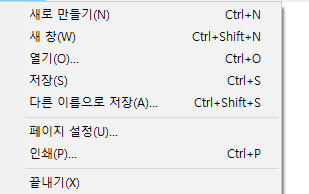 새로 만들기(N) Ctrl+N
새 창(W) Ctrl+Shift+N
열기(O)... Ctrl+O
저장(S) Ctrl+S
다른 이름으로 저장(A)... Ctrl+Shift+S
페이지 설정(U)...
인쇄(P)... Ctrl+P
끝내기(X)